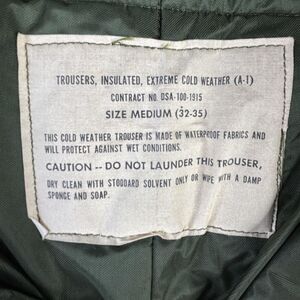 TROUSERS, INSULATED, EXTREME COLD WEATHER (A-1)
CONTRACT NO. DSA-100-1915
SIZE MEDIUM (32-35)
THIS COLD WEATHER TROUSER IS MADE OF WATERPROOF FABRICS AND
WILL PROTECT AGAINST WET CONDITIONS.
CAUTION -- DO NOT LAUNDER THIS TROUSER,
DRY CLEAN WITH STODDARD SOLVENT ONLY OR WIPE WITH A DAMP
SPONGE AND SOAP.